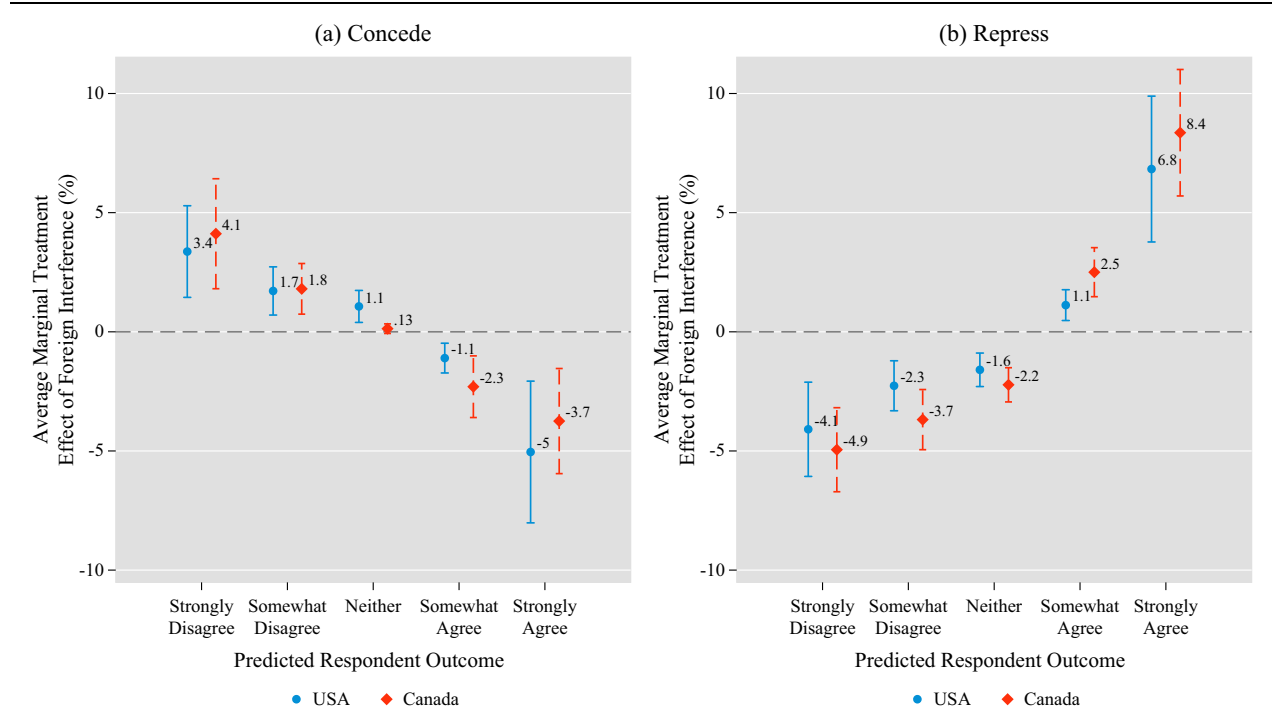 (a) Concede
Average Marginal Treatment
Effect of Foreign Interference (%)
10
5
0
-5
-10
3.4
4.1
1.7
1.8
1.1
.13
-1.1
-2.3
-5
-3.7
Strongly Disagree
Somewhat Disagree
Neither
Somewhat Agree
Strongly Agree
Predicted Respondent Outcome
USA
Canada
(b) Repress
Average Marginal Treatment
Effect of Foreign Interference (%)
10
5
0
-5
-10
-4.1
-4.9
-2.3
-3.7
-1.6
-2.2
1.1
2.5
6.8
8.4
Strongly Disagree
Somewhat Disagree
Neither
Somewhat Agree
Strongly Agree
Predicted Respondent Outcome
USA
Canada